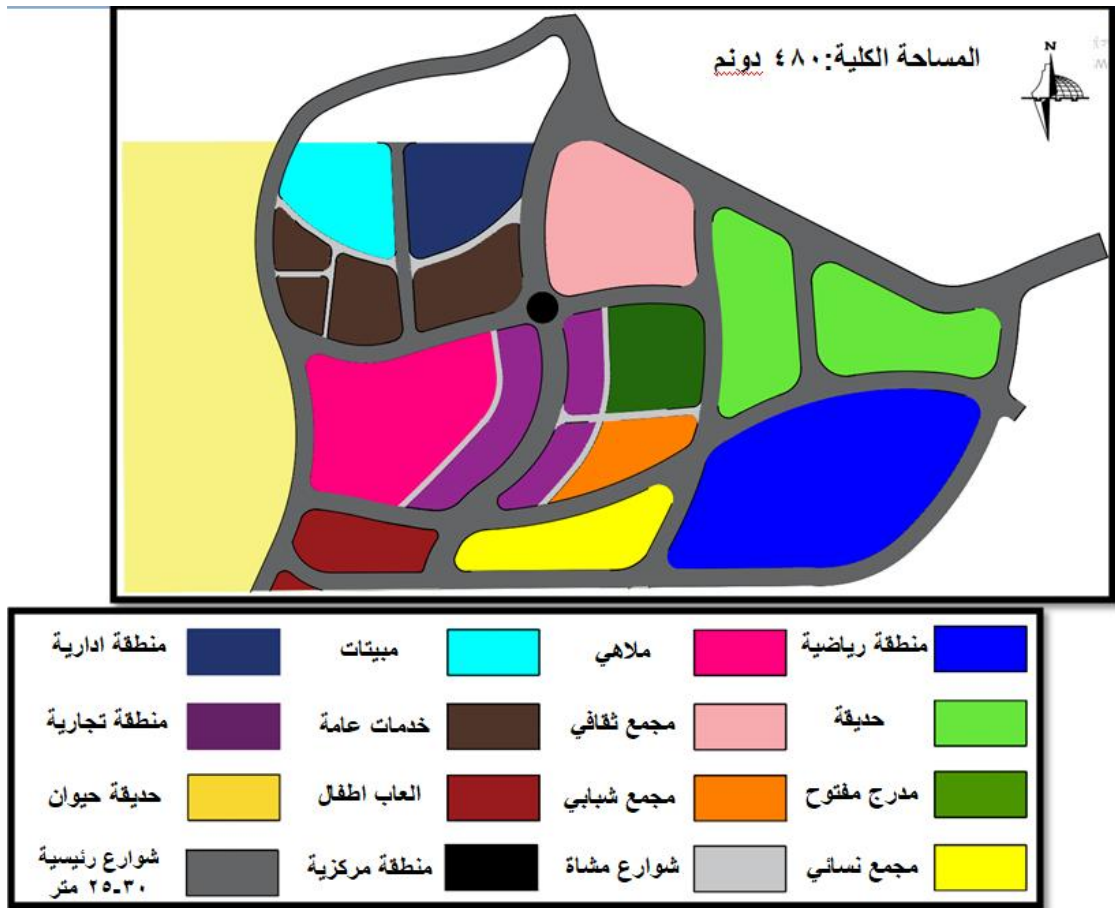 المساحة الكلية:٤٨٠ دونم
N
منطقة رياضية
ملاهي
مبيتات
منطقة ادارية
حديقة
مجمع ثقافي
خدمات عامة
منطقة تجارية
مدرج مفتوح
مجمع شبابي
العاب اطفال
حديقة حيوان
مجمع نسائي
شوارع مشاة
منطقة مركزية
شوارع رئيسية
٢٥-٣٠ متر